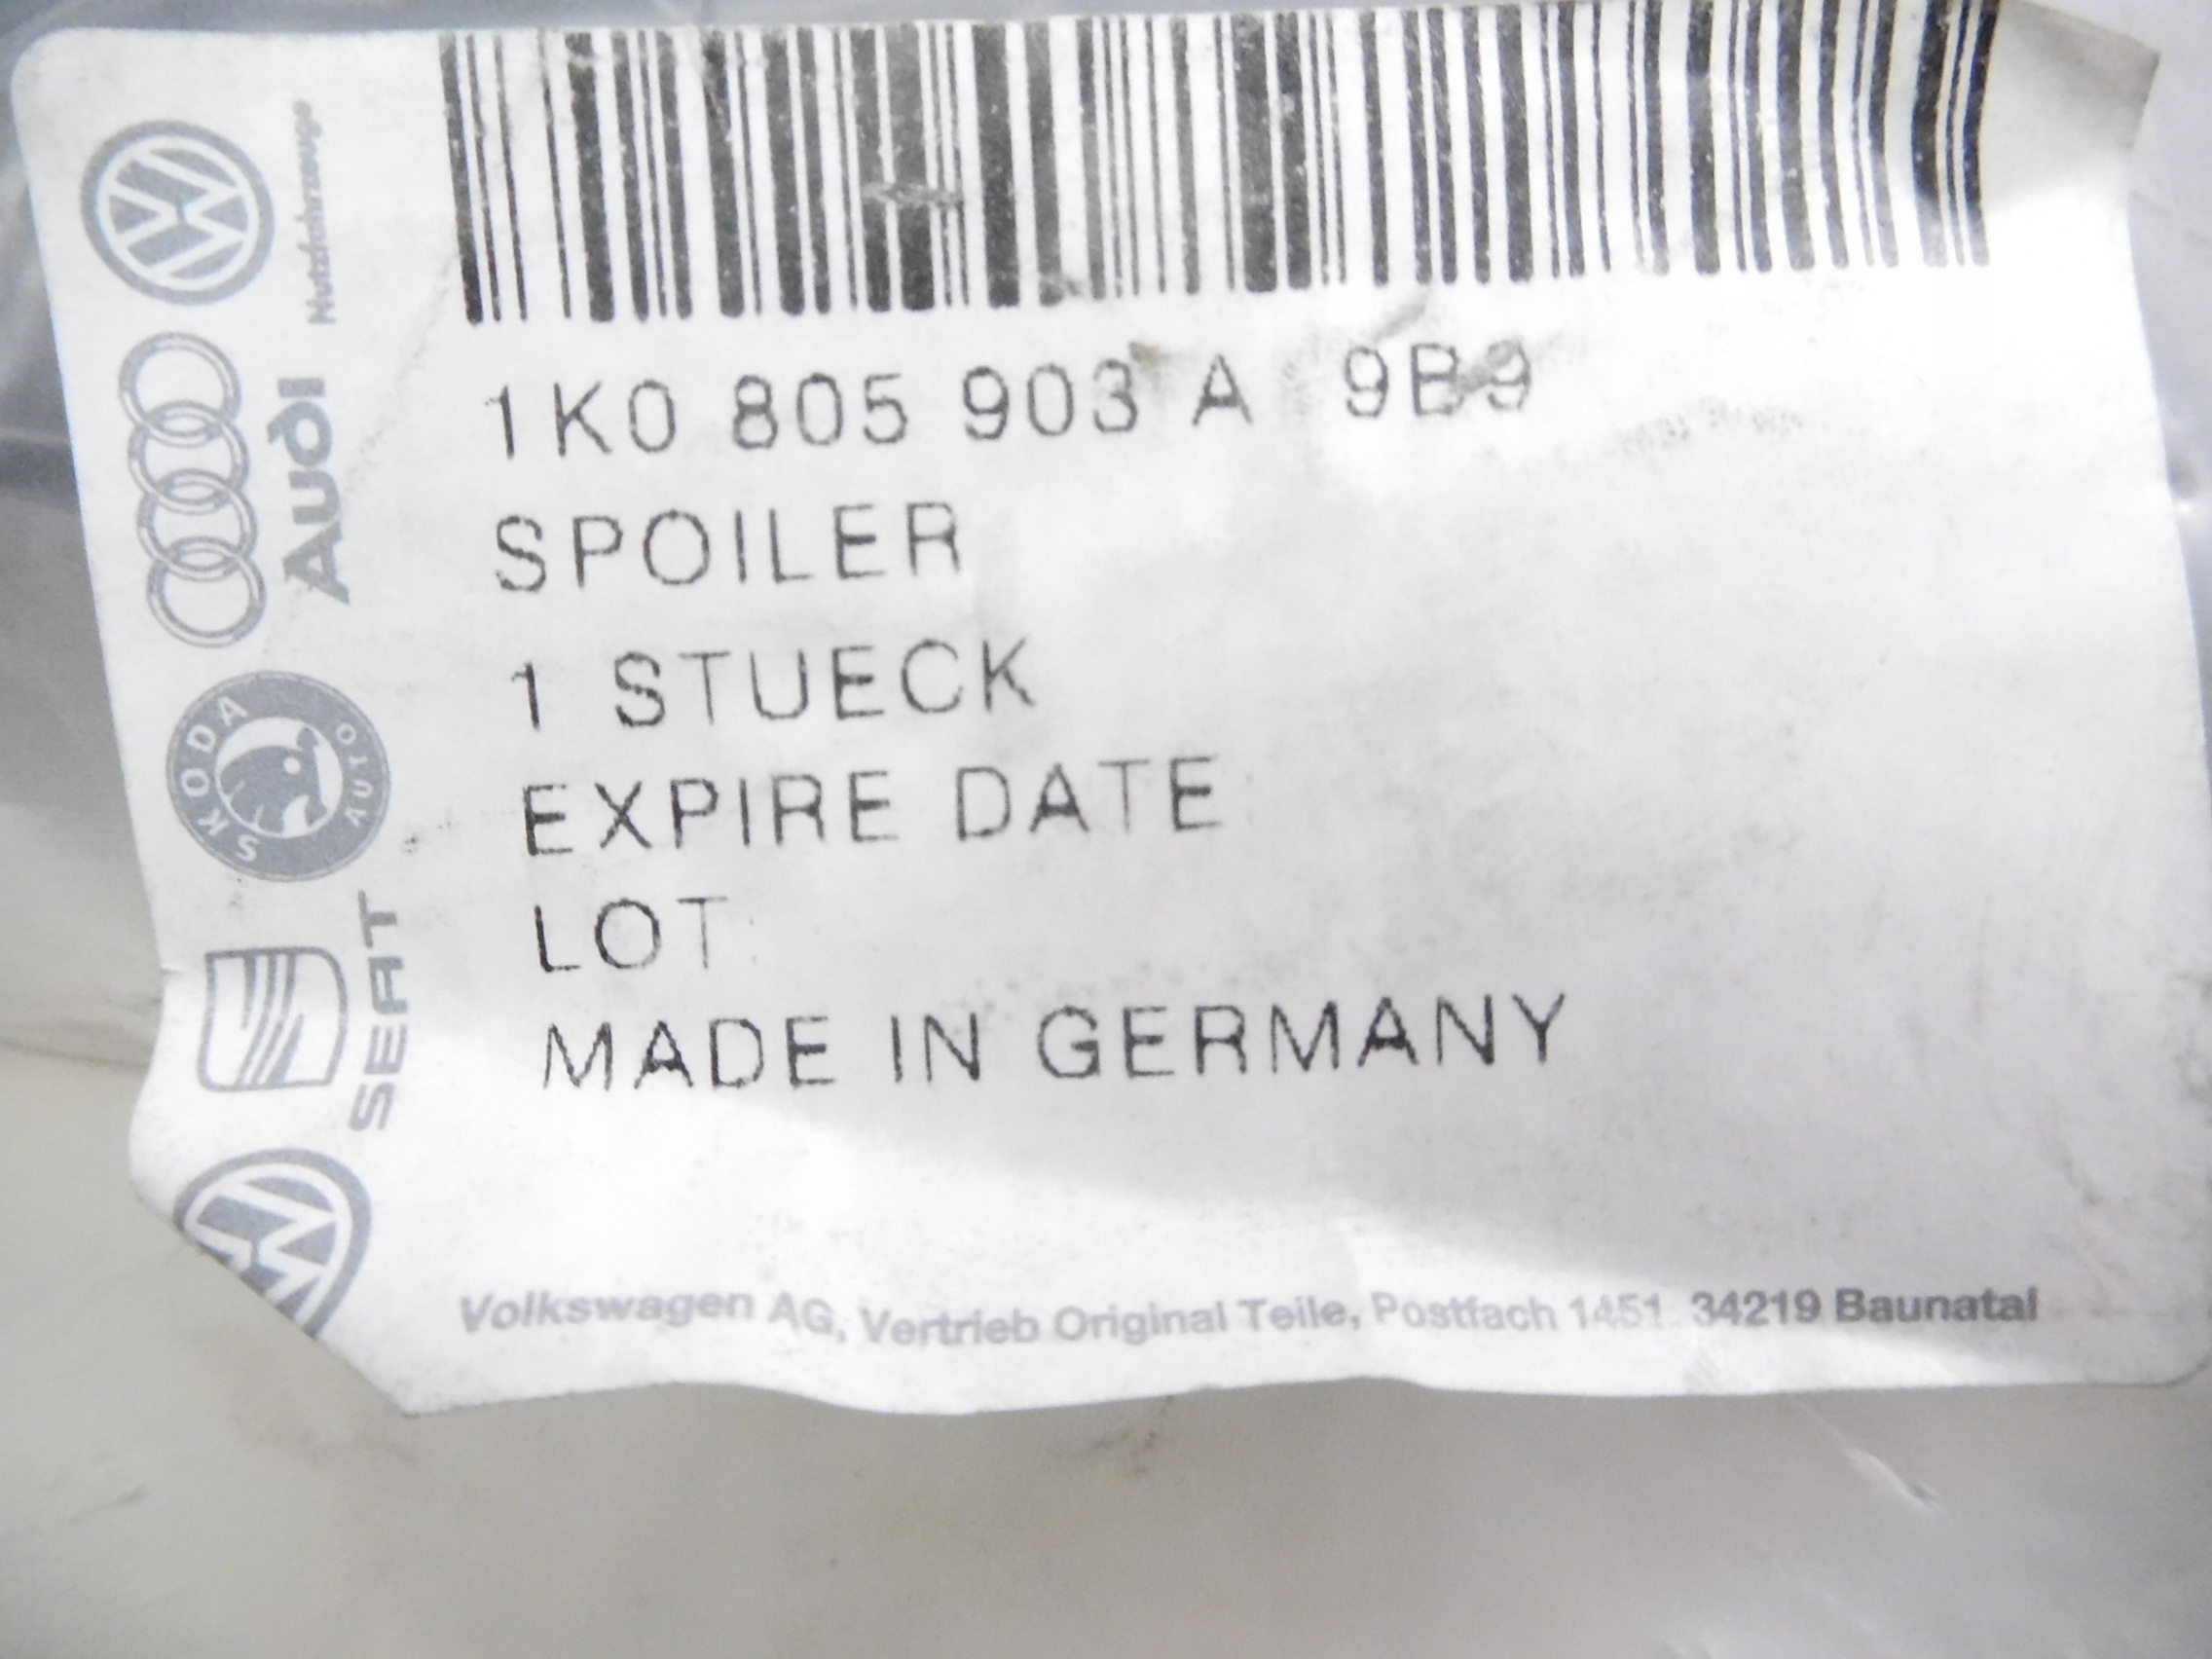 1K0 805 903 A 9B9
SPOILER
1 STUECK
EXPIRE DATE
LOT
MADE IN GERMANY
Volkswagen AG, Vertrieb Original Teile, Postfach 1451, 34219 Baunatal
Nutzfahrzeuge
Audi
SKODA AUTO
SEAT